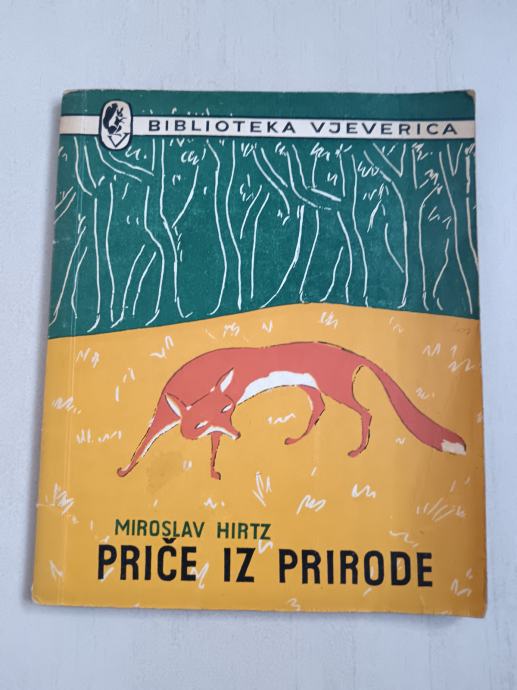 BIBLIOTEKA VJEVERICA
MIROSLAV HIRTZ
PRIČE IZ PRIRODE